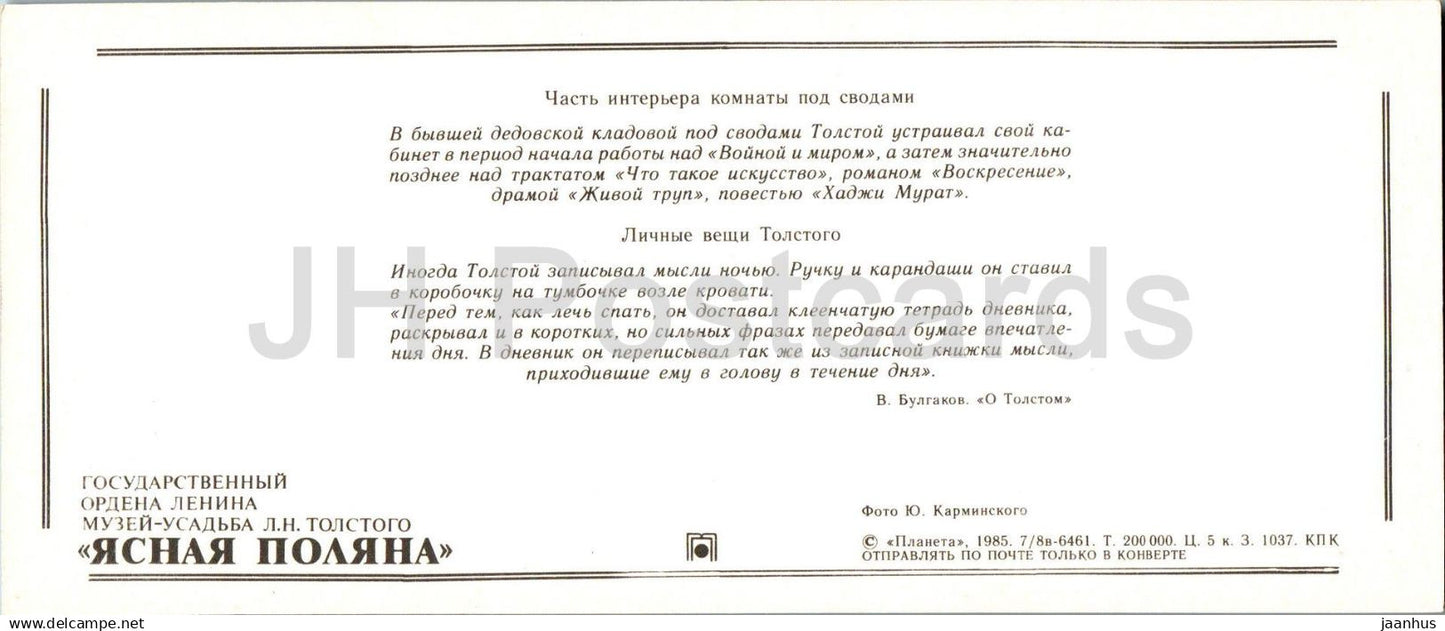 Часть интерьера комнаты под сводами
В бывшей дедовской кладовой под сводами Толстой устраивал свой ка-
бинет в период начала работы над «Войной и миром», а затем значительно
позднее над трактатом «Что такое искусство», романом «Воскресение»,
драмой «Живой труп», повестью «Хаджи Мурат».
Личные вещи Толстого
Иногда Толстой записывал мысли ночью. Ручку и карандаши он ставил
в коробочку на тумбочке возле кровати.
«Перед тем, как лечь спать, он доставал клеенчатую тетрадь дневника,
раскрывал и в коротких, но сильных фразах передавал бумаге впечатле-
ния дня. В дневник он переписывал так же из записной книжки мысли,
приходившие ему в голову в течение дня».
В. Булгаков. «О Толстом»
JH Postcards
ГОСУДАРСТВЕННЫЙ
ОРДЕНА ЛЕНИНА
МУЗЕЙ-УСАДЬБА Л.Н. ТОЛСТОГО
«ЯСНАЯ ПОЛЯНА»
Фото Ю. Карминского
© «Планета», 1985. 7/8в-6461. Т. 200 000. Ц. 5 к. З. 1037. КПК
ОТПРАВЛЯТЬ ПО ПОЧТЕ ТОЛЬКО В КОНВЕРТЕ
www.delcampe.net
jaanhus